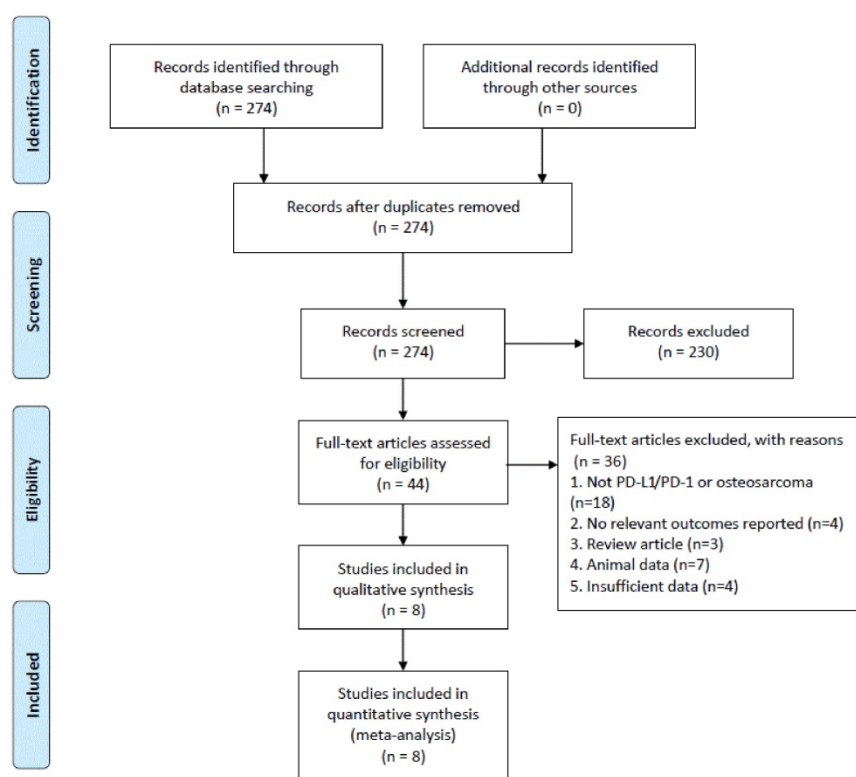 Identification
Records identified through
database searching
(n = 274)
Additional records identified
through other sources
(n = 0)
Records after duplicates removed
(n = 274)
Screening
Records screened
(n = 274)
Records excluded
(n = 230)
Eligibility
Full-text articles assessed
for eligibility
(n = 44)
Full-text articles excluded, with reasons
(n = 36)
1. Not PD-L1/PD-1 or osteosarcoma
(n=18)
2. No relevant outcomes reported (n=4)
3. Review article (n=3)
4. Animal data (n=7)
5. Insufficient data (n=4)
Studies included in
qualitative synthesis
(n = 8)
Included
Studies included in
quantitative synthesis
(meta-analysis)
(n = 8)